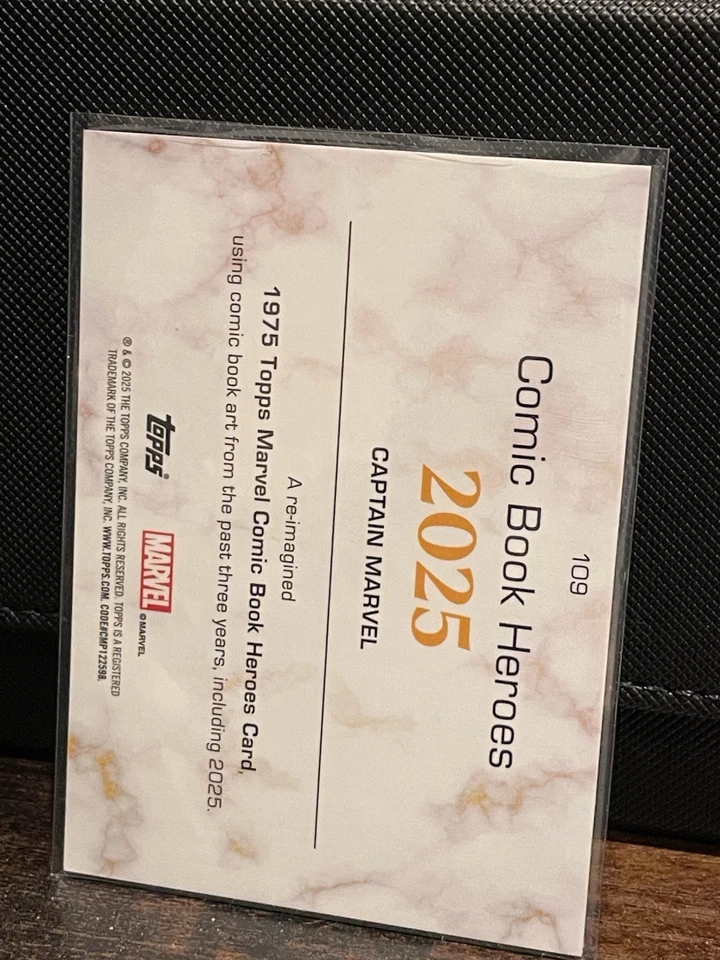 109
Comic Book Heroes
2025
CAPTAIN MARVEL
A re-imagined
1975 Topps Marvel Comic Book Heroes Card,
using comic book art from the past three years, including 2025.
topps® MARVEL © MARVEL
® & © 2025 THE TOPPS COMPANY, INC. ALL RIGHTS RESERVED. TOPPS IS A REGISTERED
TRADEMARK OF THE TOPPS COMPANY, INC. WWW.TOPPS.COM. CODE#CMP122598.